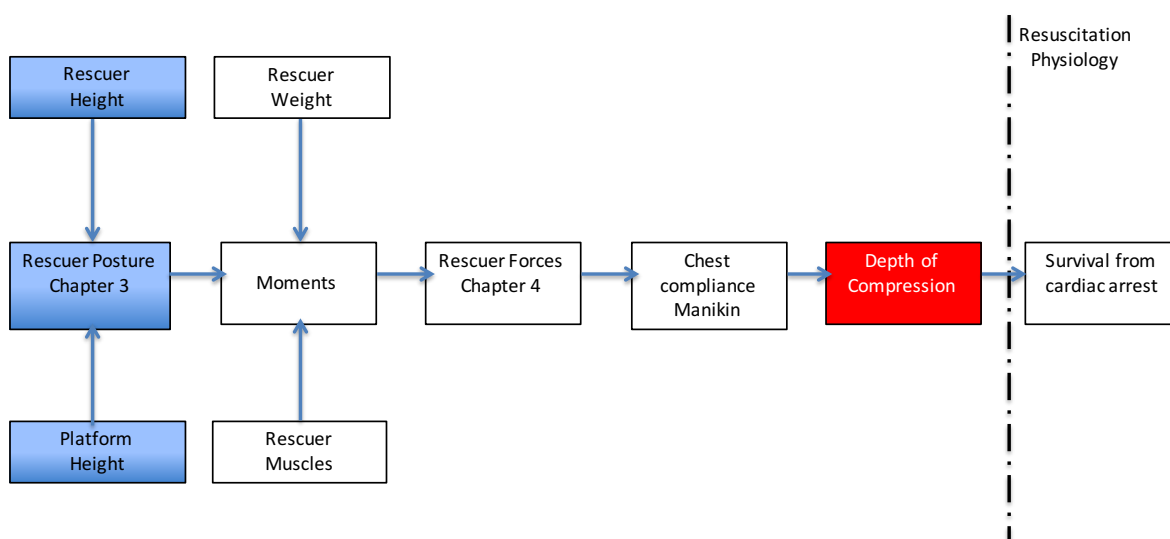 Resuscitation
Physiology
Rescuer
Height
Rescuer
Weight
Rescuer Posture
Chapter 3
Moments
Rescuer Forces
Chapter 4
Chest
compliance
Manikin
Depth of
Compression
Survival from
cardiac arrest
Platform
Height
Rescuer
Muscles